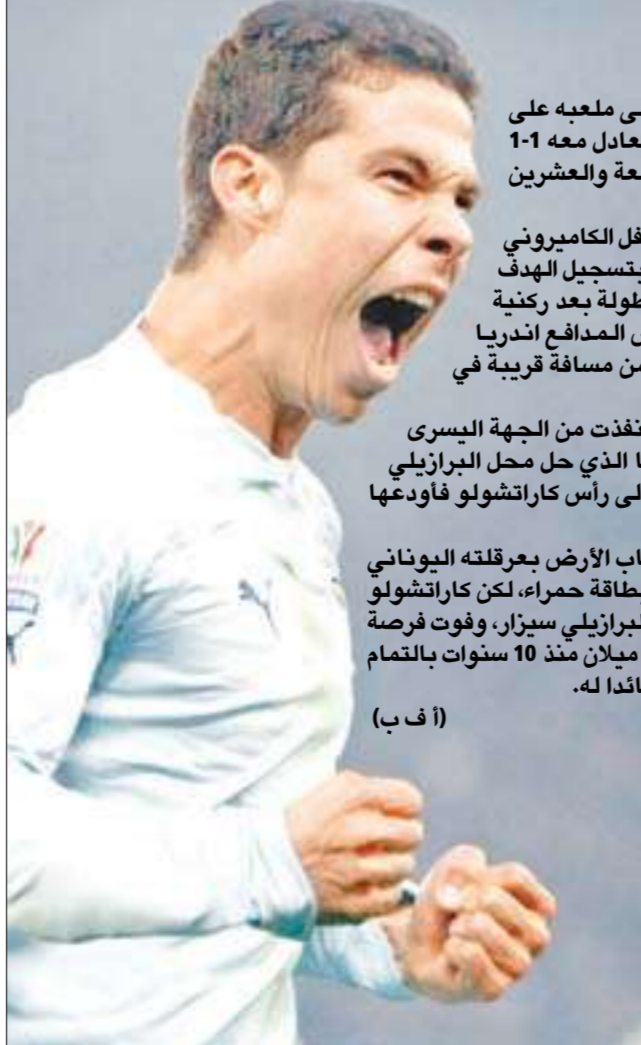 ى ملعبه على
عادل معه 1-1
عة والعشرين
فل الكاميروني
بتسجيل الهدف
طولة بعد ركنية
المدافع اندريا
من مسافة قريبة في
نفذت من الجهة اليسرى
ا الذي حل محل البرازيلي
لى رأس كاراتشولو فأودعها
اب الأرض بعرقلته اليوناني
بطاقة حمراء، لكن كاراتشولو
لبرازيلي سيزار، وفوت فرصة
ميلان منذ 10 سنوات بالتمام
ائدا له.
(أ ف ب)